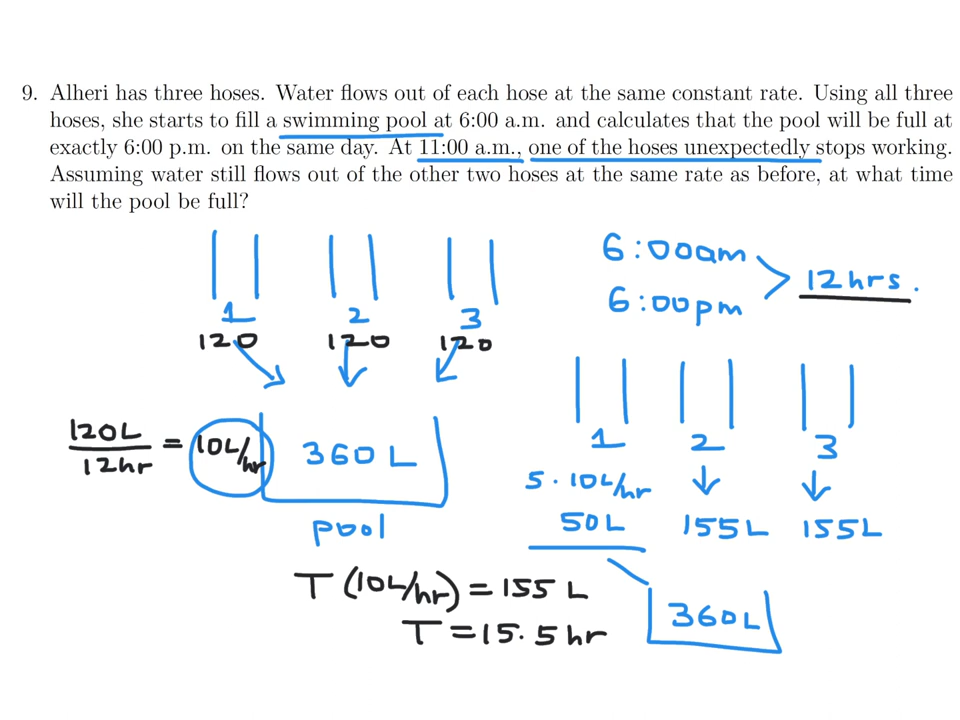 9. Alheri has three hoses. Water flows out of each hose at the same constant rate. Using all three
hoses, she starts to fill a swimming pool at 6:00 a.m. and calculates that the pool will be full at
exactly 6:00 p.m. on the same day. At 11:00 a.m., one of the hoses unexpectedly stops working.
Assuming water still flows out of the other two hoses at the same rate as before, at what time
will the pool be full?
6:00am
12hrs.
6:00pm
1 2 3
120 120 120
120L / 12hr = 10L/hr
360L
pool
1 2 3
5·10L/hr
50L 155L 155L
T(10L/hr) = 155L
T=15.5hr
360L